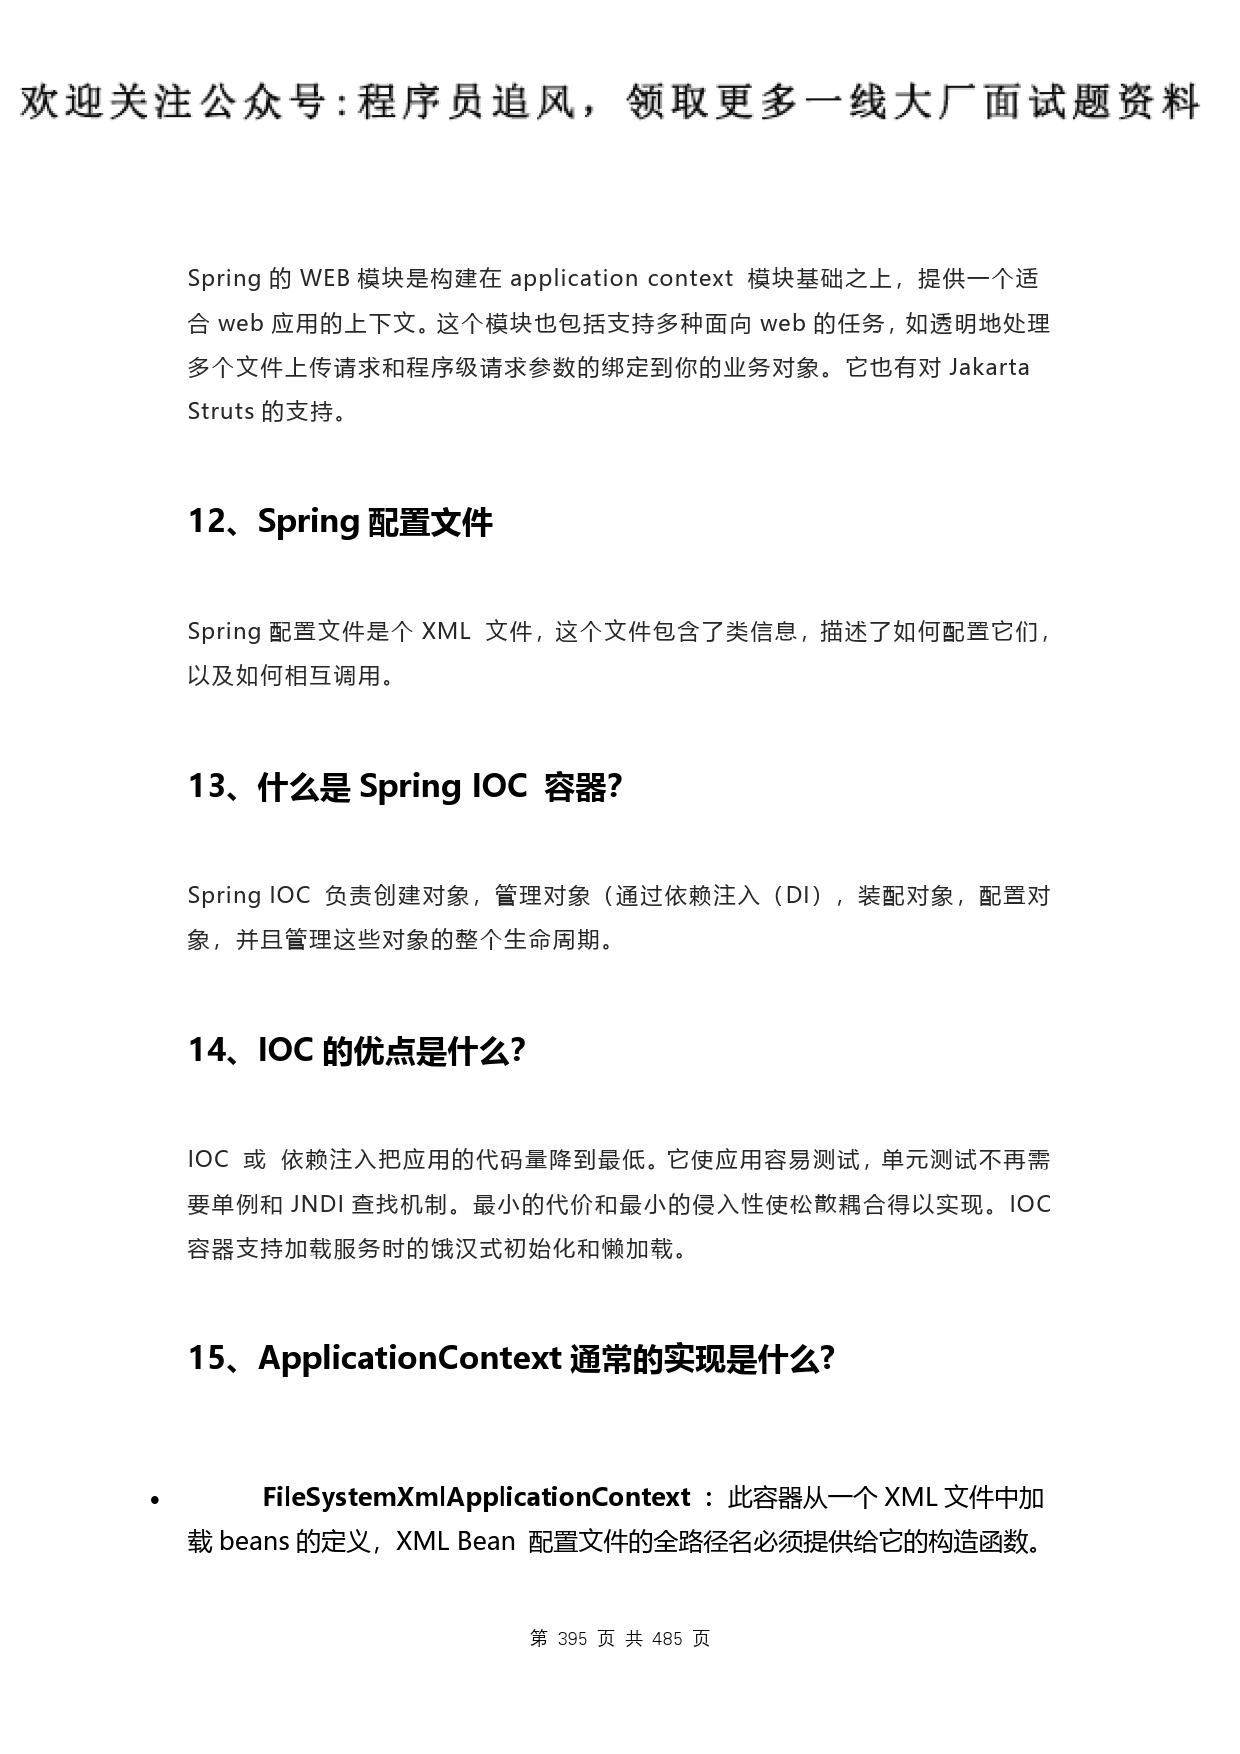 欢迎关注公众号:程序员追风，领取更多一线大厂面试题资料
Spring 的 WEB 模块是构建在 application context 模块基础之上，提供一个适
合 web 应用的上下文。这个模块也包括支持多种面向 web 的任务，如透明地处理
多个文件上传请求和程序级请求参数的绑定到你的业务对象。它也有对 Jakarta
Struts 的支持。
12、Spring 配置文件
Spring 配置文件是个 XML 文件，这个文件包含了类信息，描述了如何配置它们，
以及如何相互调用。
13、什么是 Spring IOC 容器？
Spring IOC 负责创建对象，管理对象（通过依赖注入（DI），装配对象，配置对
象，并且管理这些对象的整个生命周期。
14、IOC 的优点是什么？
IOC 或 依赖注入把应用的代码量降到最低。它使应用容易测试，单元测试不再需
要单例和 JNDI 查找机制。最小的代价和最小的侵入性使松散耦合得以实现。IOC
容器支持加载服务时的饿汉式初始化和懒加载。
15、ApplicationContext 通常的实现是什么?
• FileSystemXmlApplicationContext ：此容器从一个 XML 文件中加
载 beans 的定义，XML Bean 配置文件的全路径名必须提供给它的构造函数。
第 395 页 共 485 页